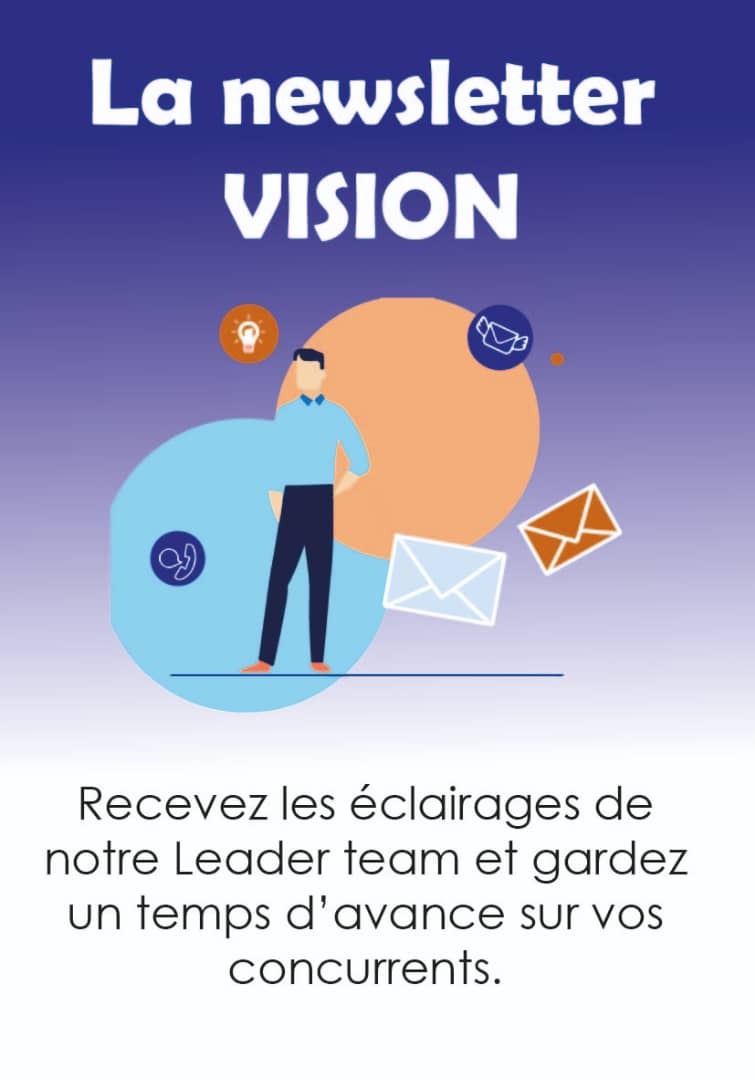 La newsletter
VISION
Recevez les éclairages de
notre Leader team et gardez
un temps d'avance sur vos
concurrents.